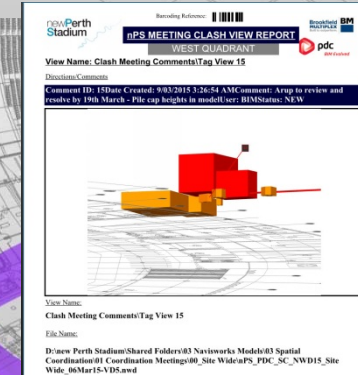 newPerth
Stadium
Barcoding Reference:
Brookfield BM
MULTIPLEX
nPS MEETING CLASH VIEW REPORT
WEST QUADRANT
pdc
BIM Evolved
View Name: Clash Meeting Comments\Tag View 15
Directions/Comments
Comment ID: 15Date Created: 9/03/2015 3:26:54 AMComment: Arup to review and
resolve by 19th March - Pile cap heights in modelUser: BIMStatus: NEW
View Name:
Clash Meeting Comments\Tag View 15
File Name:
D:\new Perth Stadium\Shared Folders\03 Navisworks Models\03 Spatial
Coordination\01 Coordination Meetings\00_Site Wide\nPS_PDC_SC_NWD15_Site
Wide_06Mar15-VD5.nwd